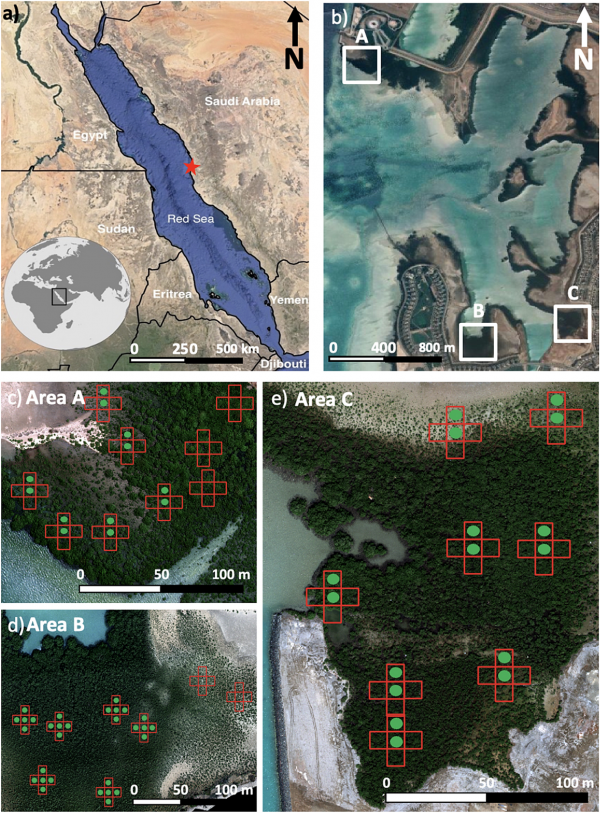 a)
N
Saudi Arabia
Egypt
Red Sea
Sudan
Eritrea
Yemen
Djibouti
0 250 500 km
b)
A
N
B
C
0 400 800 m
c) Area A
0 50 100 m
d) Area B
0 50 100 m
e) Area C
0 50 100 m